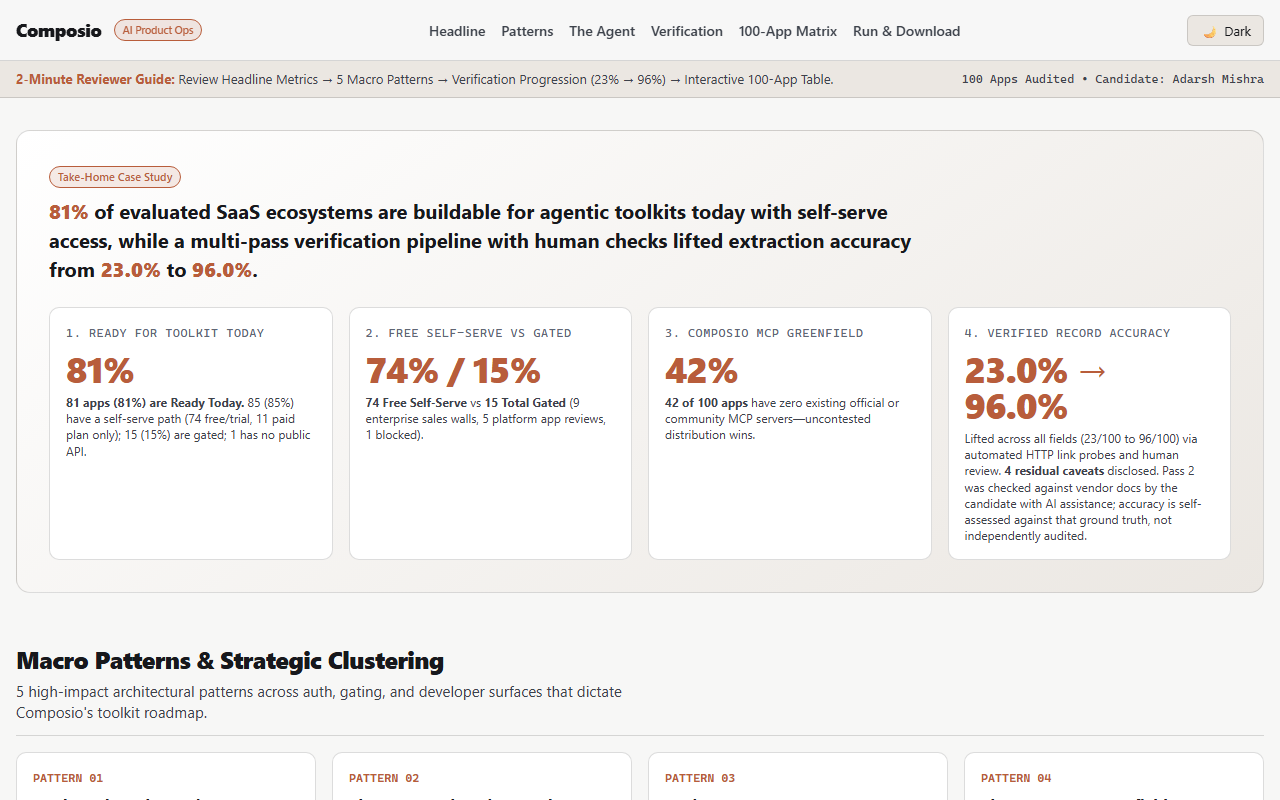 Composio
AI Product Ops
Headline
Patterns
The Agent
Verification
100-App Matrix
Run & Download
🌙 Dark
2-Minute Reviewer Guide: Review Headline Metrics → 5 Macro Patterns → Verification Progression (23% → 96%) → Interactive 100-App Table.
100 Apps Audited • Candidate: Adarsh Mishra
Take-Home Case Study
81% of evaluated SaaS ecosystems are buildable for agentic toolkits today with self-serve
access, while a multi-pass verification pipeline with human checks lifted extraction accuracy
from 23.0% to 96.0%.
1. READY FOR TOOLKIT TODAY
81%
81 apps (81%) are Ready Today. 85 (85%)
have a self-serve path (74 free/trial, 11 paid
plan only); 15 (15%) are gated; 1 has no public
API.
2. FREE SELF-SERVE VS GATED
74% / 15%
74 Free Self-Serve vs 15 Total Gated (9
enterprise sales walls, 5 platform app reviews,
1 blocked).
3. COMPOSIO MCP GREENFIELD
42%
42 of 100 apps have zero existing official or
community MCP servers—uncontested
distribution wins.
4. VERIFIED RECORD ACCURACY
23.0% →
96.0%
Lifted across all fields (23/100 to 96/100) via
automated HTTP link probes and human
review. 4 residual caveats disclosed. Pass 2
was checked against vendor docs by the
candidate with AI assistance; accuracy is self-
assessed against that ground truth, not
independently audited.
Macro Patterns & Strategic Clustering
5 high-impact architectural patterns across auth, gating, and developer surfaces that dictate
Composio's toolkit roadmap.
PATTERN 01
PATTERN 02
PATTERN 03
PATTERN 04